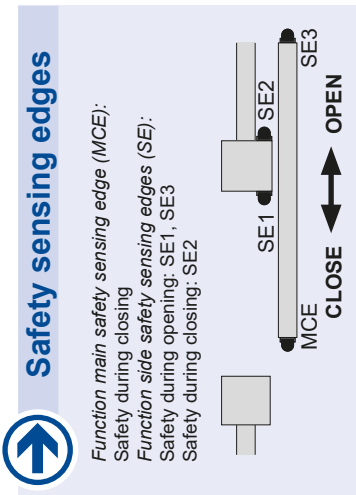 Safety sensing edges
Function main safety sensing edge (MCE):
Safety during closing
Function side safety sensing edges (SE):
Safety during opening: SE1, SE3
Safety during closing: SE2
SE1 SE2
MCE SE3
CLOSE OPEN